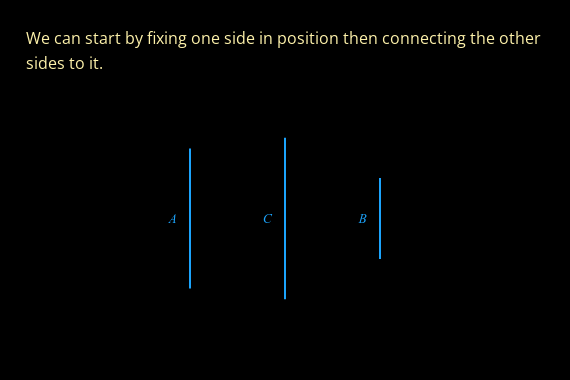 We can start by fixing one side in position then connecting the other
sides to it.
A C B